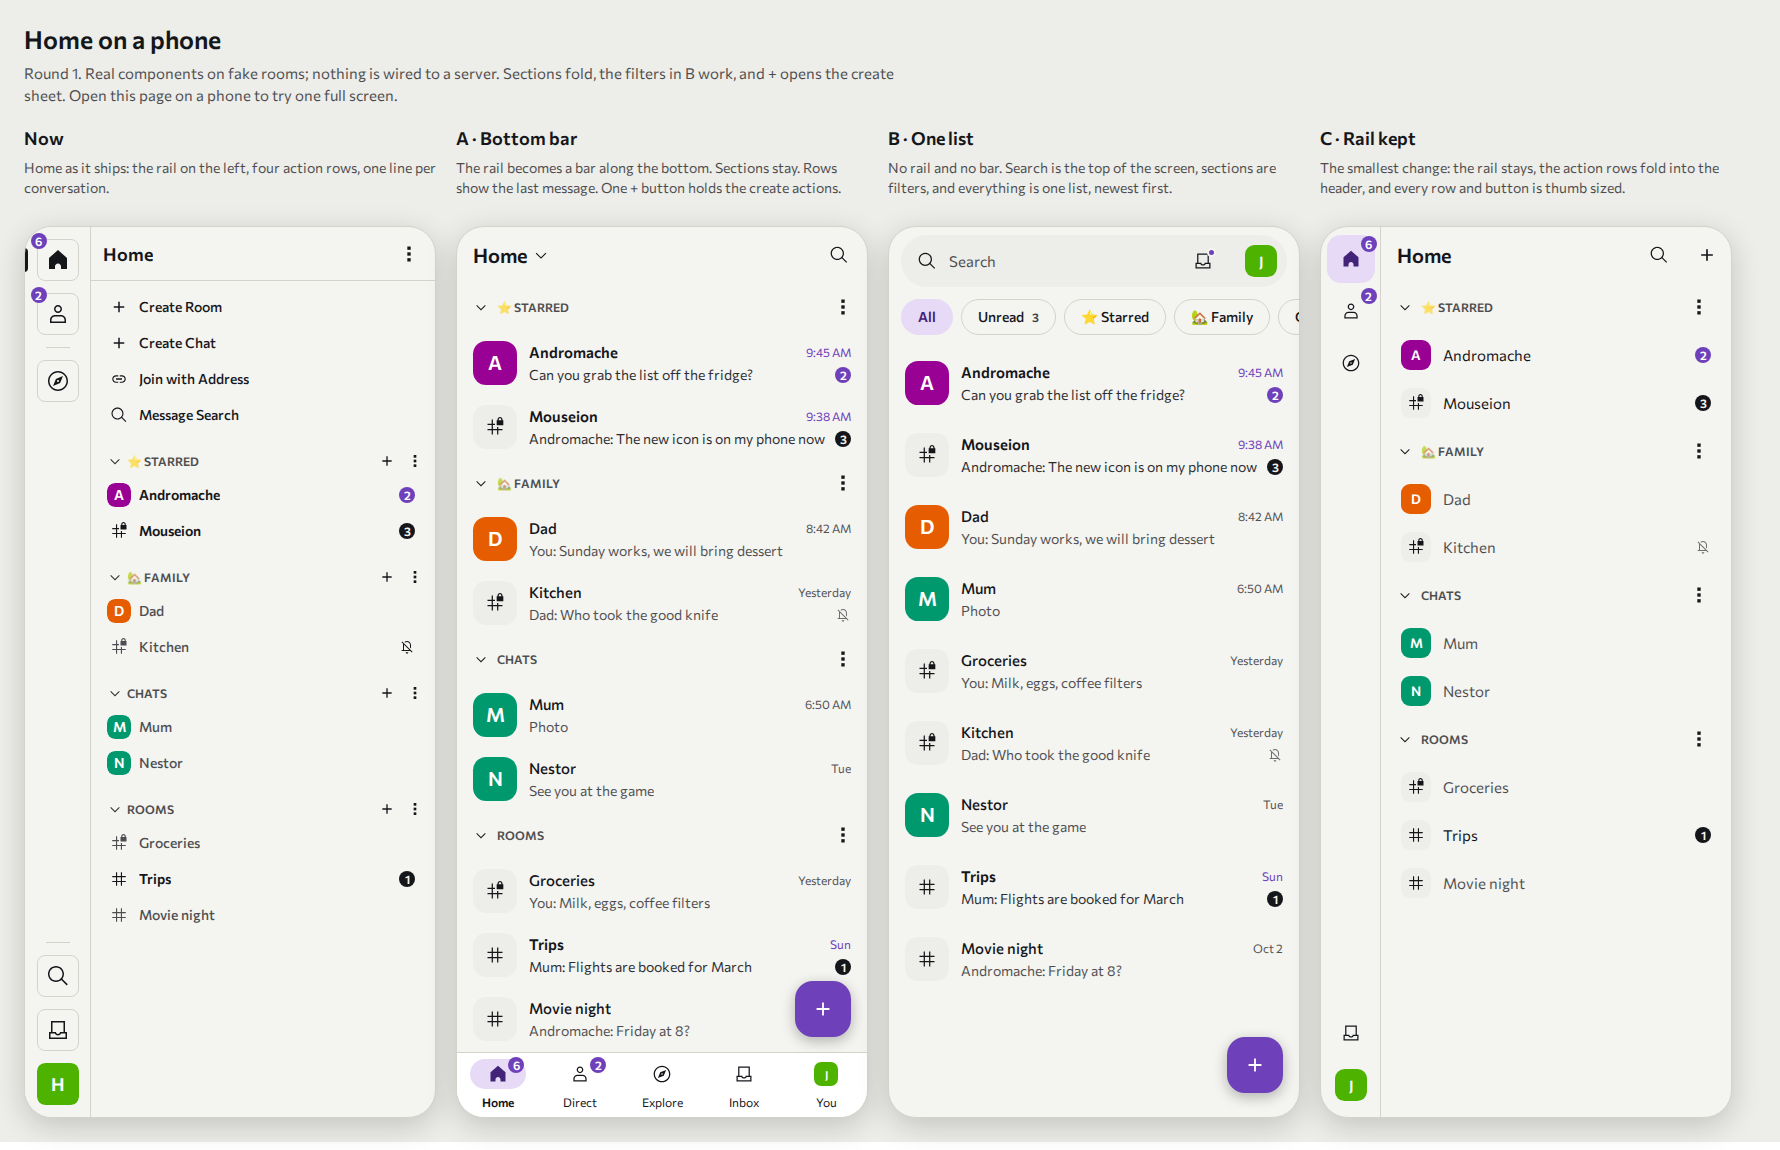 Home on a phone
Round 1. Real components on fake rooms; nothing is wired to a server. Sections fold, the filters in B work, and + opens the create
sheet. Open this page on a phone to try one full screen.
Now
Home as it ships: the rail on the left, four action rows, one line per
conversation.
6
2
H
Home
Create Room
Create Chat
Join with Address
Message Search
⭐ STARRED
A Andromache 2
Mouseion 3
🏡 FAMILY
D Dad
Kitchen
CHATS
M Mum
N Nestor
ROOMS
Groceries
Trips 1
Movie night
A · Bottom bar
The rail becomes a bar along the bottom. Sections stay. Rows
show the last message. One + button holds the create actions.
Home
⭐ STARRED
A Andromache 9:45 AM
Can you grab the list off the fridge? 2
Mouseion 9:38 AM
Andromache: The new icon is on my phone now 3
🏡 FAMILY
D Dad 8:42 AM
You: Sunday works, we will bring dessert
Kitchen Yesterday
Dad: Who took the good knife
CHATS
M Mum 6:50 AM
Photo
N Nestor Tue
See you at the game
ROOMS
Groceries Yesterday
You: Milk, eggs, coffee filters
Trips Sun
Mum: Flights are booked for March 1
Movie night
Andromache: Friday at 8?
6 2 J
Home Direct Explore Inbox You
B · One list
No rail and no bar. Search is the top of the screen, sections are
filters, and everything is one list, newest first.
Search J
All Unread 3 ⭐ Starred 🏡 Family
A Andromache 9:45 AM
Can you grab the list off the fridge? 2
Mouseion 9:38 AM
Andromache: The new icon is on my phone now 3
D Dad 8:42 AM
You: Sunday works, we will bring dessert
M Mum 6:50 AM
Photo
Groceries Yesterday
You: Milk, eggs, coffee filters
Kitchen Yesterday
Dad: Who took the good knife
N Nestor Tue
See you at the game
Trips Sun
Mum: Flights are booked for March 1
Movie night Oct 2
Andromache: Friday at 8?
C · Rail kept
The smallest change: the rail stays, the action rows fold into the
header, and every row and button is thumb sized.
6
2
J
Home
⭐ STARRED
A Andromache 2
Mouseion 3
🏡 FAMILY
D Dad
Kitchen
CHATS
M Mum
N Nestor
ROOMS
Groceries
Trips 1
Movie night